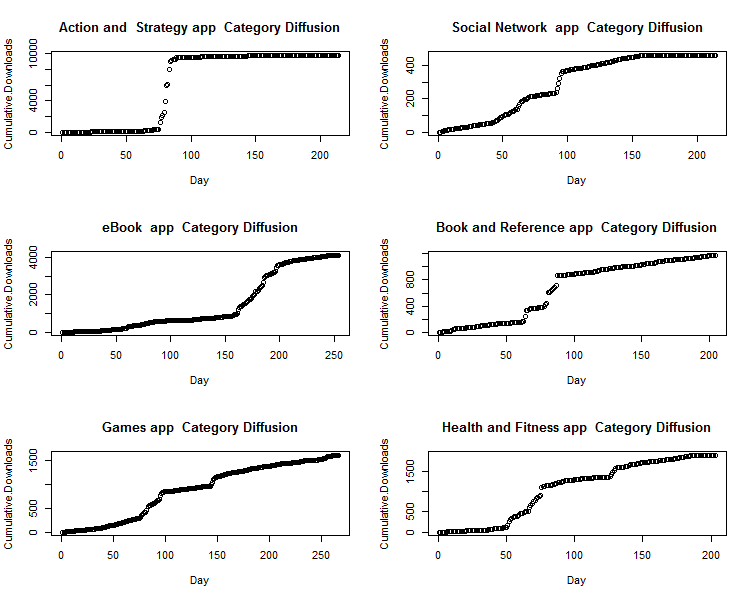 Action and  Strategy app  Category Diffusion
Cumulative.Downloads
0 4000 10000
0 50 100 150 200
Day
Social Network  app  Category Diffusion
Cumulative.Downloads
0 200 400
0 50 100 150 200
Day
eBook  app  Category Diffusion
Cumulative.Downloads
0 2000 4000
0 50 100 150 200 250
Day
Book and Reference app  Category Diffusion
Cumulative.Downloads
0 400 800
0 50 100 150 200
Day
Games app  Category Diffusion
Cumulative.Downloads
0 500 1500
0 50 100 150 200 250
Day
Health and Fitness app  Category Diffusion
Cumulative.Downloads
0 500 1500
0 50 100 150 200
Day